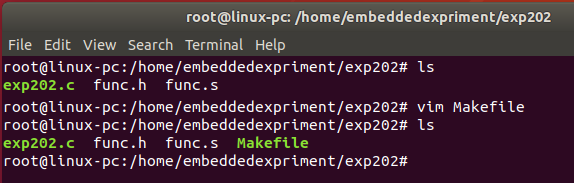 root@linux-pc: /home/embeddedexpriment/exp202
File Edit View Search Terminal Help
root@linux-pc:/home/embeddedexpriment/exp202# ls
exp202.c func.h func.s
root@linux-pc:/home/embeddedexpriment/exp202# vim Makefile
root@linux-pc:/home/embeddedexpriment/exp202# ls
exp202.c func.h func.s Makefile
root@linux-pc:/home/embeddedexpriment/exp202#